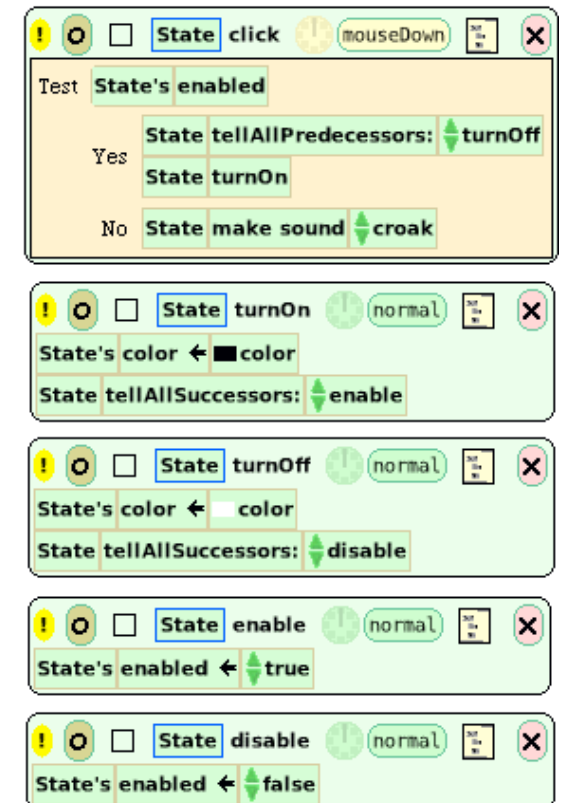 ! State click mouseDown
Test State's enabled
Yes State tellAllPredecessors: turnOff
State turnOn
No State make sound croak
! State turnOn normal
State's color ← color
State tellAllSuccessors: enable
! State turnOff normal
State's color ← color
State tellAllSuccessors: disable
! State enable normal
State's enabled ← true
! State disable normal
State's enabled ← false